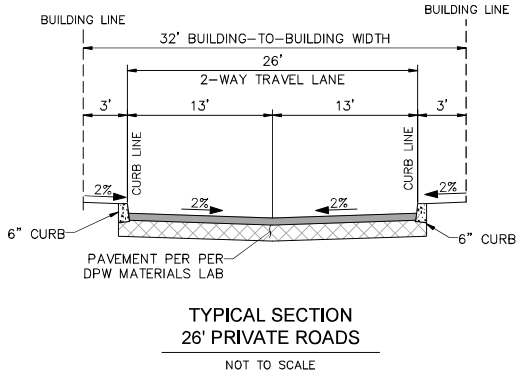 BUILDING LINE
BUILDING LINE
32' BUILDING-TO-BUILDING WIDTH
26'
2-WAY TRAVEL LANE
3'
13'
13'
3'
CURB LINE
CURB LINE
2%
2%
2%
2%
6" CURB
6" CURB
PAVEMENT PER PER
DPW MATERIALS LAB
TYPICAL SECTION
26' PRIVATE ROADS
NOT TO SCALE